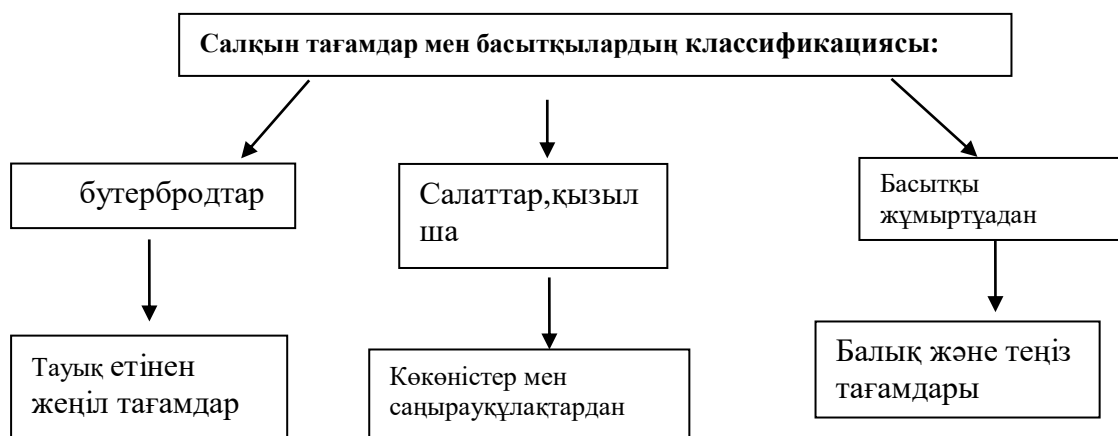 Салқын тағамдар мен басытқылардың классификациясы:
бутербродтар
Салаттар,қызыл
ша
Басытқы
жұмыртұадан
Тауық етінен
жеңіл тағамдар
Көкөністер мен
саңырауқұлақтардан
Балық және теңіз
тағамдары